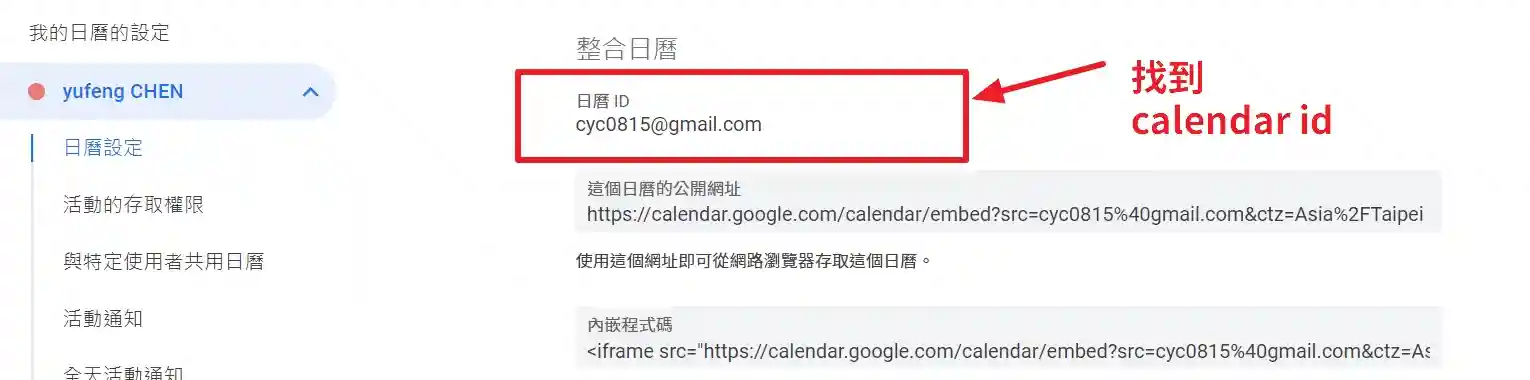 我的日曆的設定
yufeng CHEN
日曆設定
活動的存取權限
與特定使用者共用日曆
活動通知
全天活動通知
整合日曆
日曆 ID
cyc0815@gmail.com
找到
calendar id
這個日曆的公開網址
https://calendar.google.com/calendar/embed?src=cyc0815%40gmail.com&ctz=Asia%2FTaipei
使用這個網址即可從網路瀏覽器存取這個日曆。
內嵌程式碼
<iframe src="https://calendar.google.com/calendar/embed?src=cyc0815%40gmail.com&ctz=As